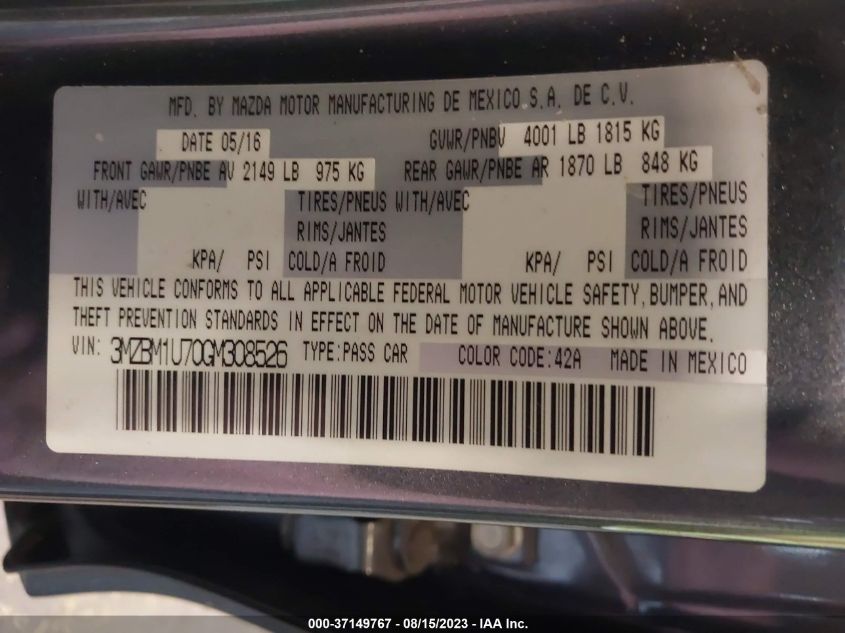 MFD. BY MAZDA MOTOR MANUFACTURING DE MEXICO S.A. DE C.V.
DATE 05/16 GVWR/PNBV 4001 LB 1815 KG
FRONT GAWR/PNBE AV 2149 LB 975 KG REAR GAWR/PNBE AR 1870 LB 848 KG
WITH/AVEC TIRES/PNEUS WITH/AVEC TIRES/PNEUS
RIMS/JANTES RIMS/JANTES
KPA/ PSI COLD/A FROID KPA/ PSI COLD/A FROID
THIS VEHICLE CONFORMS TO ALL APPLICABLE FEDERAL MOTOR VEHICLE SAFETY, BUMPER, AND
THEFT PREVENTION STANDARDS IN EFFECT ON THE DATE OF MANUFACTURE SHOWN ABOVE.
VIN: 3MZBM1U70GM308526 TYPE:PASS CAR COLOR CODE:42A MADE IN MEXICO
000-37149767 - 08/15/2023 - IAA Inc.